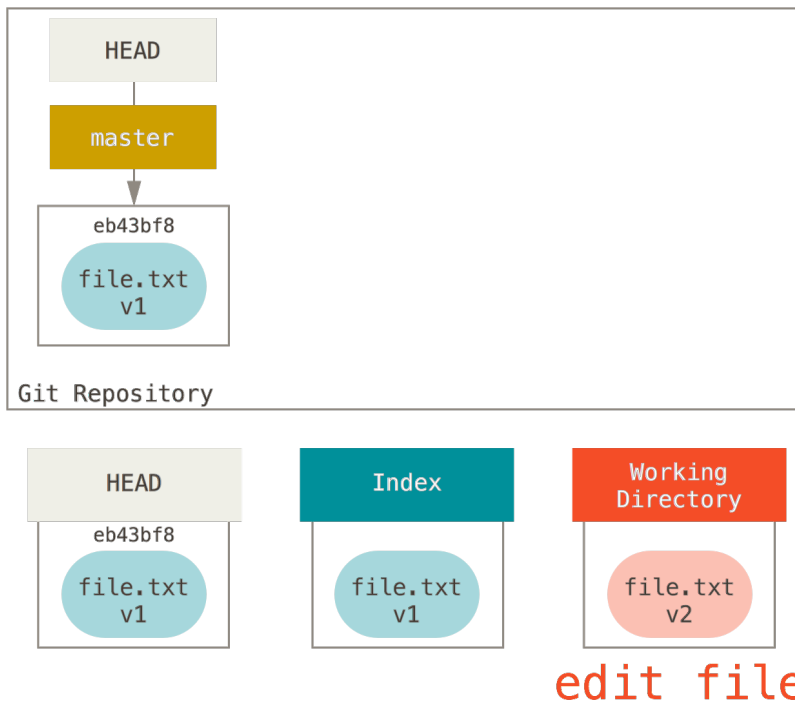 HEAD
master
eb43bf8
file.txt
v1
Git Repository
HEAD
Index
Working
Directory
eb43bf8
file.txt
v1
file.txt
v1
file.txt
v2
edit file